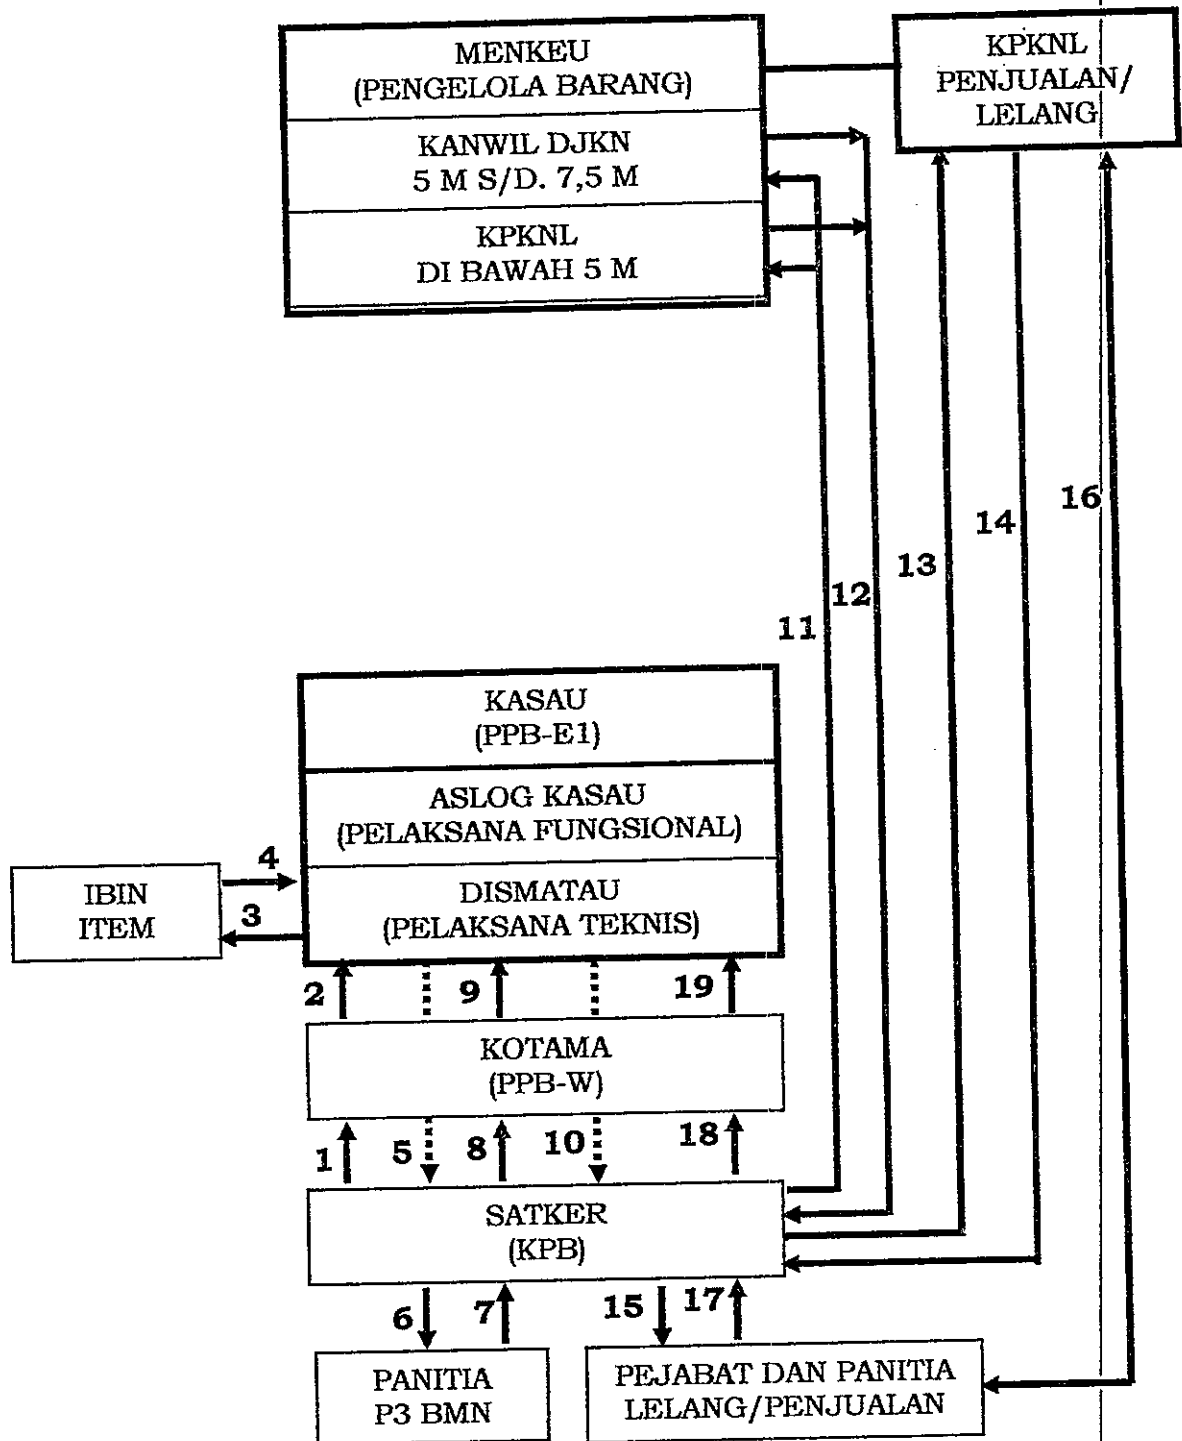 MENKEU
(PENGELOLA BARANG)
KANWIL DJKN
5 M S/D. 7,5 M
KPKNL
DI BAWAH 5 M
KPKNL
PENJUALAN/
LELANG
16
14
13
12
11
KASAU
(PPB-E1)
ASLOG KASAU
(PELAKSANA FUNGSIONAL)
DISMATAU
(PELAKSANA TEKNIS)
4
IBIN
ITEM
3
2
9
19
KOTAMA
(PPB-W)
1
5
8
10
18
SATKER
(KPB)
6
7
15
17
PANITIA
P3 BMN
PEJABAT DAN PANITIA
LELANG/PENJUALAN